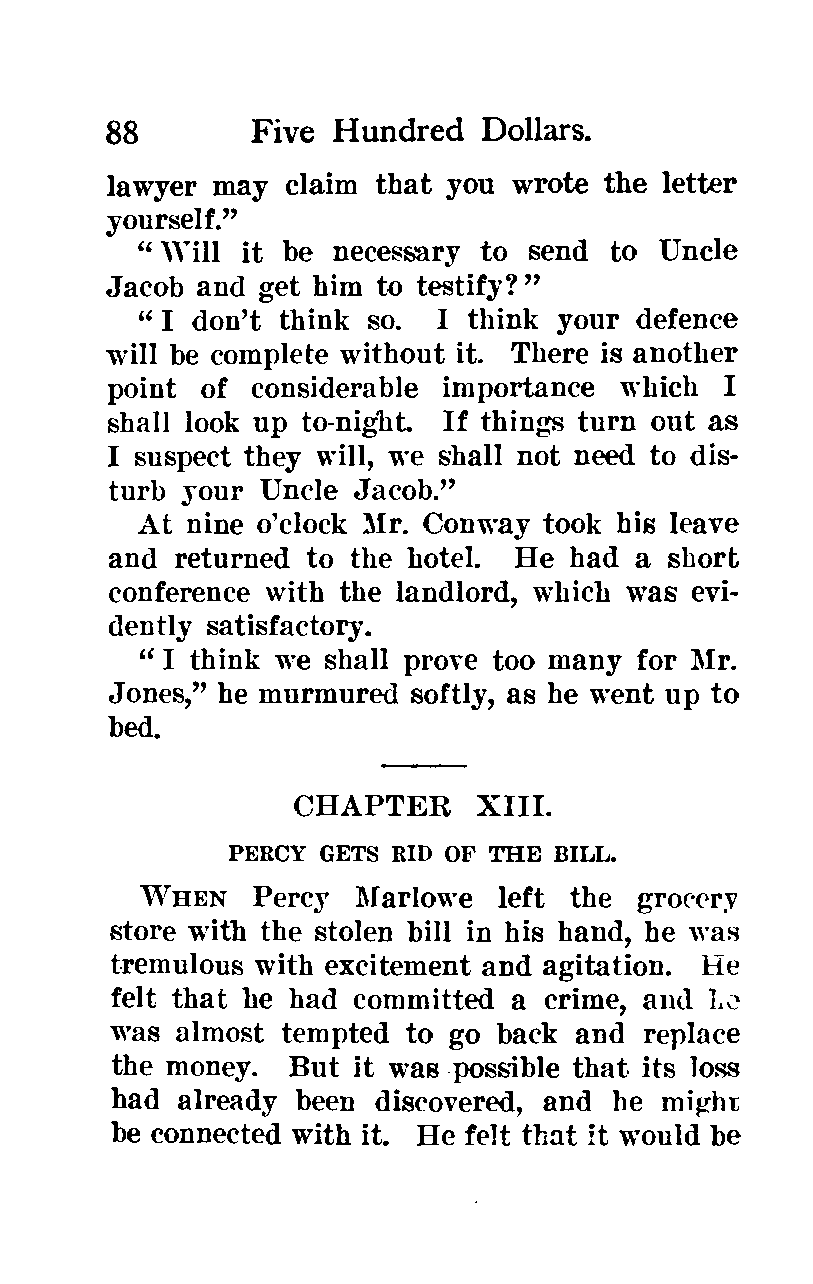 88 Five Hundred Dollars.
lawyer may claim that you wrote the letter
yourself.”
“Will it be necessary to send to Uncle
Jacob and get him to testify?”
“I don’t think so. I think your defence
will be complete without it. There is another
point of considerable importance which I
shall look up to-night. If things turn out as
I suspect they will, we shall not need to dis-
turb your Uncle Jacob.”
At nine o’clock Mr. Conway took his leave
and returned to the hotel. He had a short
conference with the landlord, which was evi-
dently satisfactory.
“I think we shall prove too many for Mr.
Jones,” he murmured softly, as he went up to
bed.
CHAPTER XIII.
PERCY GETS RID OF THE BILL.
WHEN Percy Marlowe left the grocery
store with the stolen bill in his hand, he was
tremulous with excitement and agitation. He
felt that he had committed a crime, and he
was almost tempted to go back and replace
the money. But it was possible that its loss
had already been discovered, and he might
be connected with it. He felt that it would be